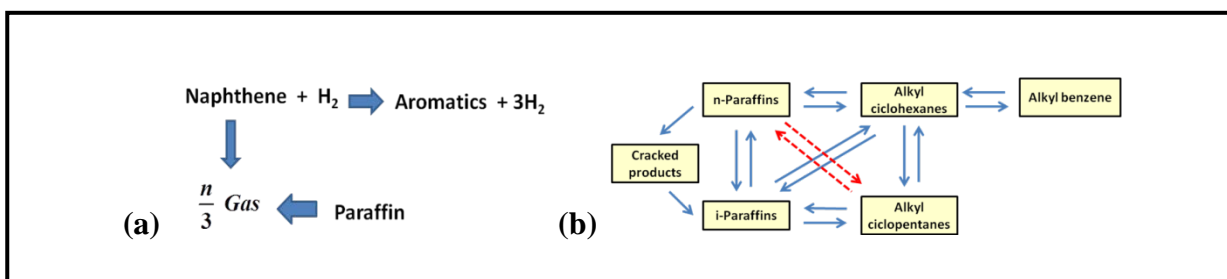 Naphthene + H₂ Aromatics + 3H₂
n/3 Gas Paraffin
(a)
n-Paraffins
Alkyl
ciclohexanes
Alkyl benzene
Cracked
products
i-Paraffins
Alkyl
ciclopentanes
(b)